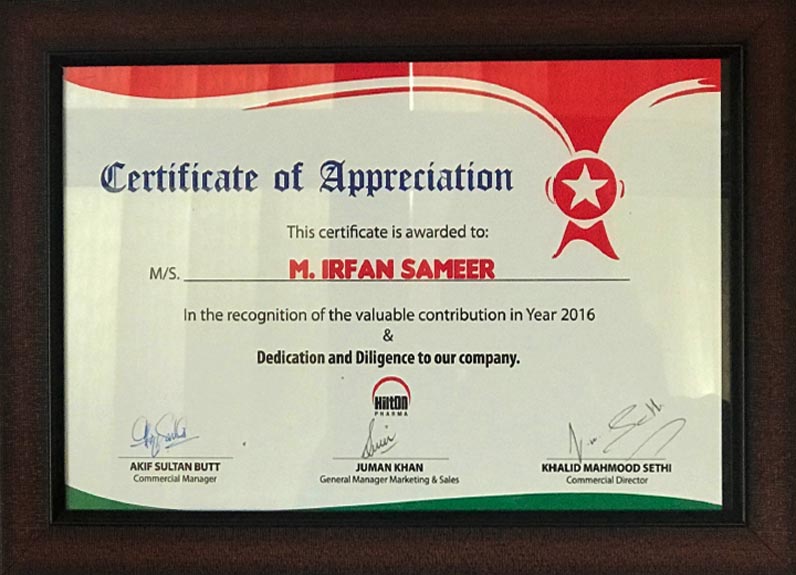 Certificate of Appreciation
This certificate is awarded to:
M/S. M. IRFAN SAMEER
In the recognition of the valuable contribution in Year 2016
&
Dedication and Diligence to our company.
HILTON
PHARMA
AKIF SULTAN BUTT
Commercial Manager
JUMAN KHAN
General Manager Marketing & Sales
KHALID MAHMOOD SETHI
Commercial Director